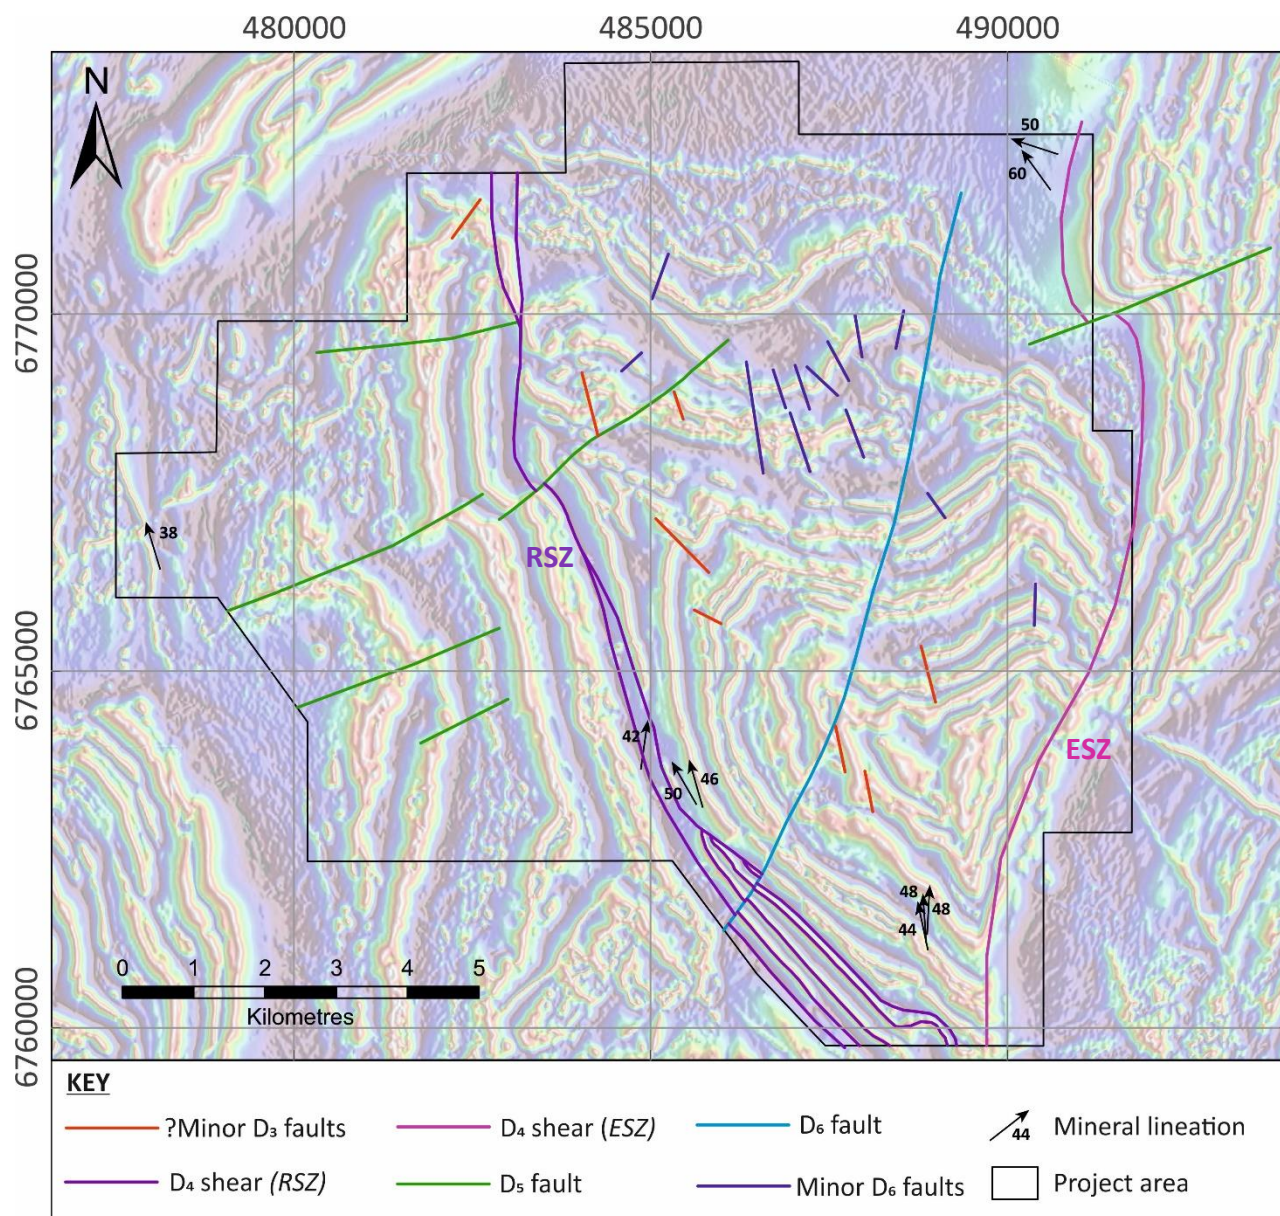 480000 485000 490000
N
50
60
6770000
38
RSZ
6765000
ESZ
42
46
50
48
48
44
0 1 2 3 4 5
Kilometres
6760000
KEY
?Minor D₃ faults D₄ shear (ESZ) D₆ fault 44 Mineral lineation
D₄ shear (RSZ) D₅ fault Minor D₆ faults Project area